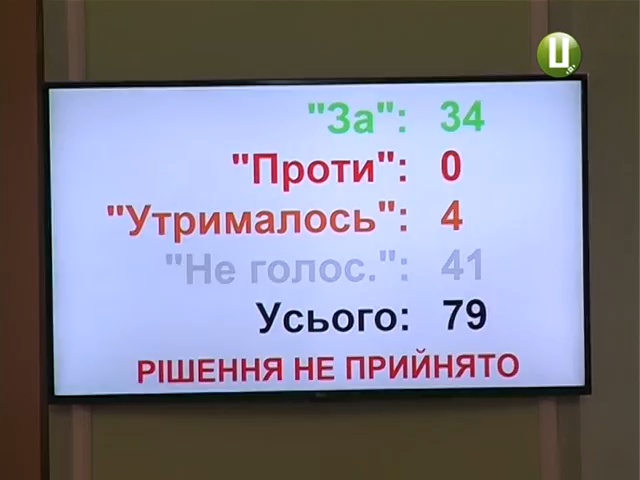 Ц
"За": 34
"Проти": 0
"Утрималось": 4
"Не голос.": 41
Усього: 79
РІШЕННЯ НЕ ПРИЙНЯТО